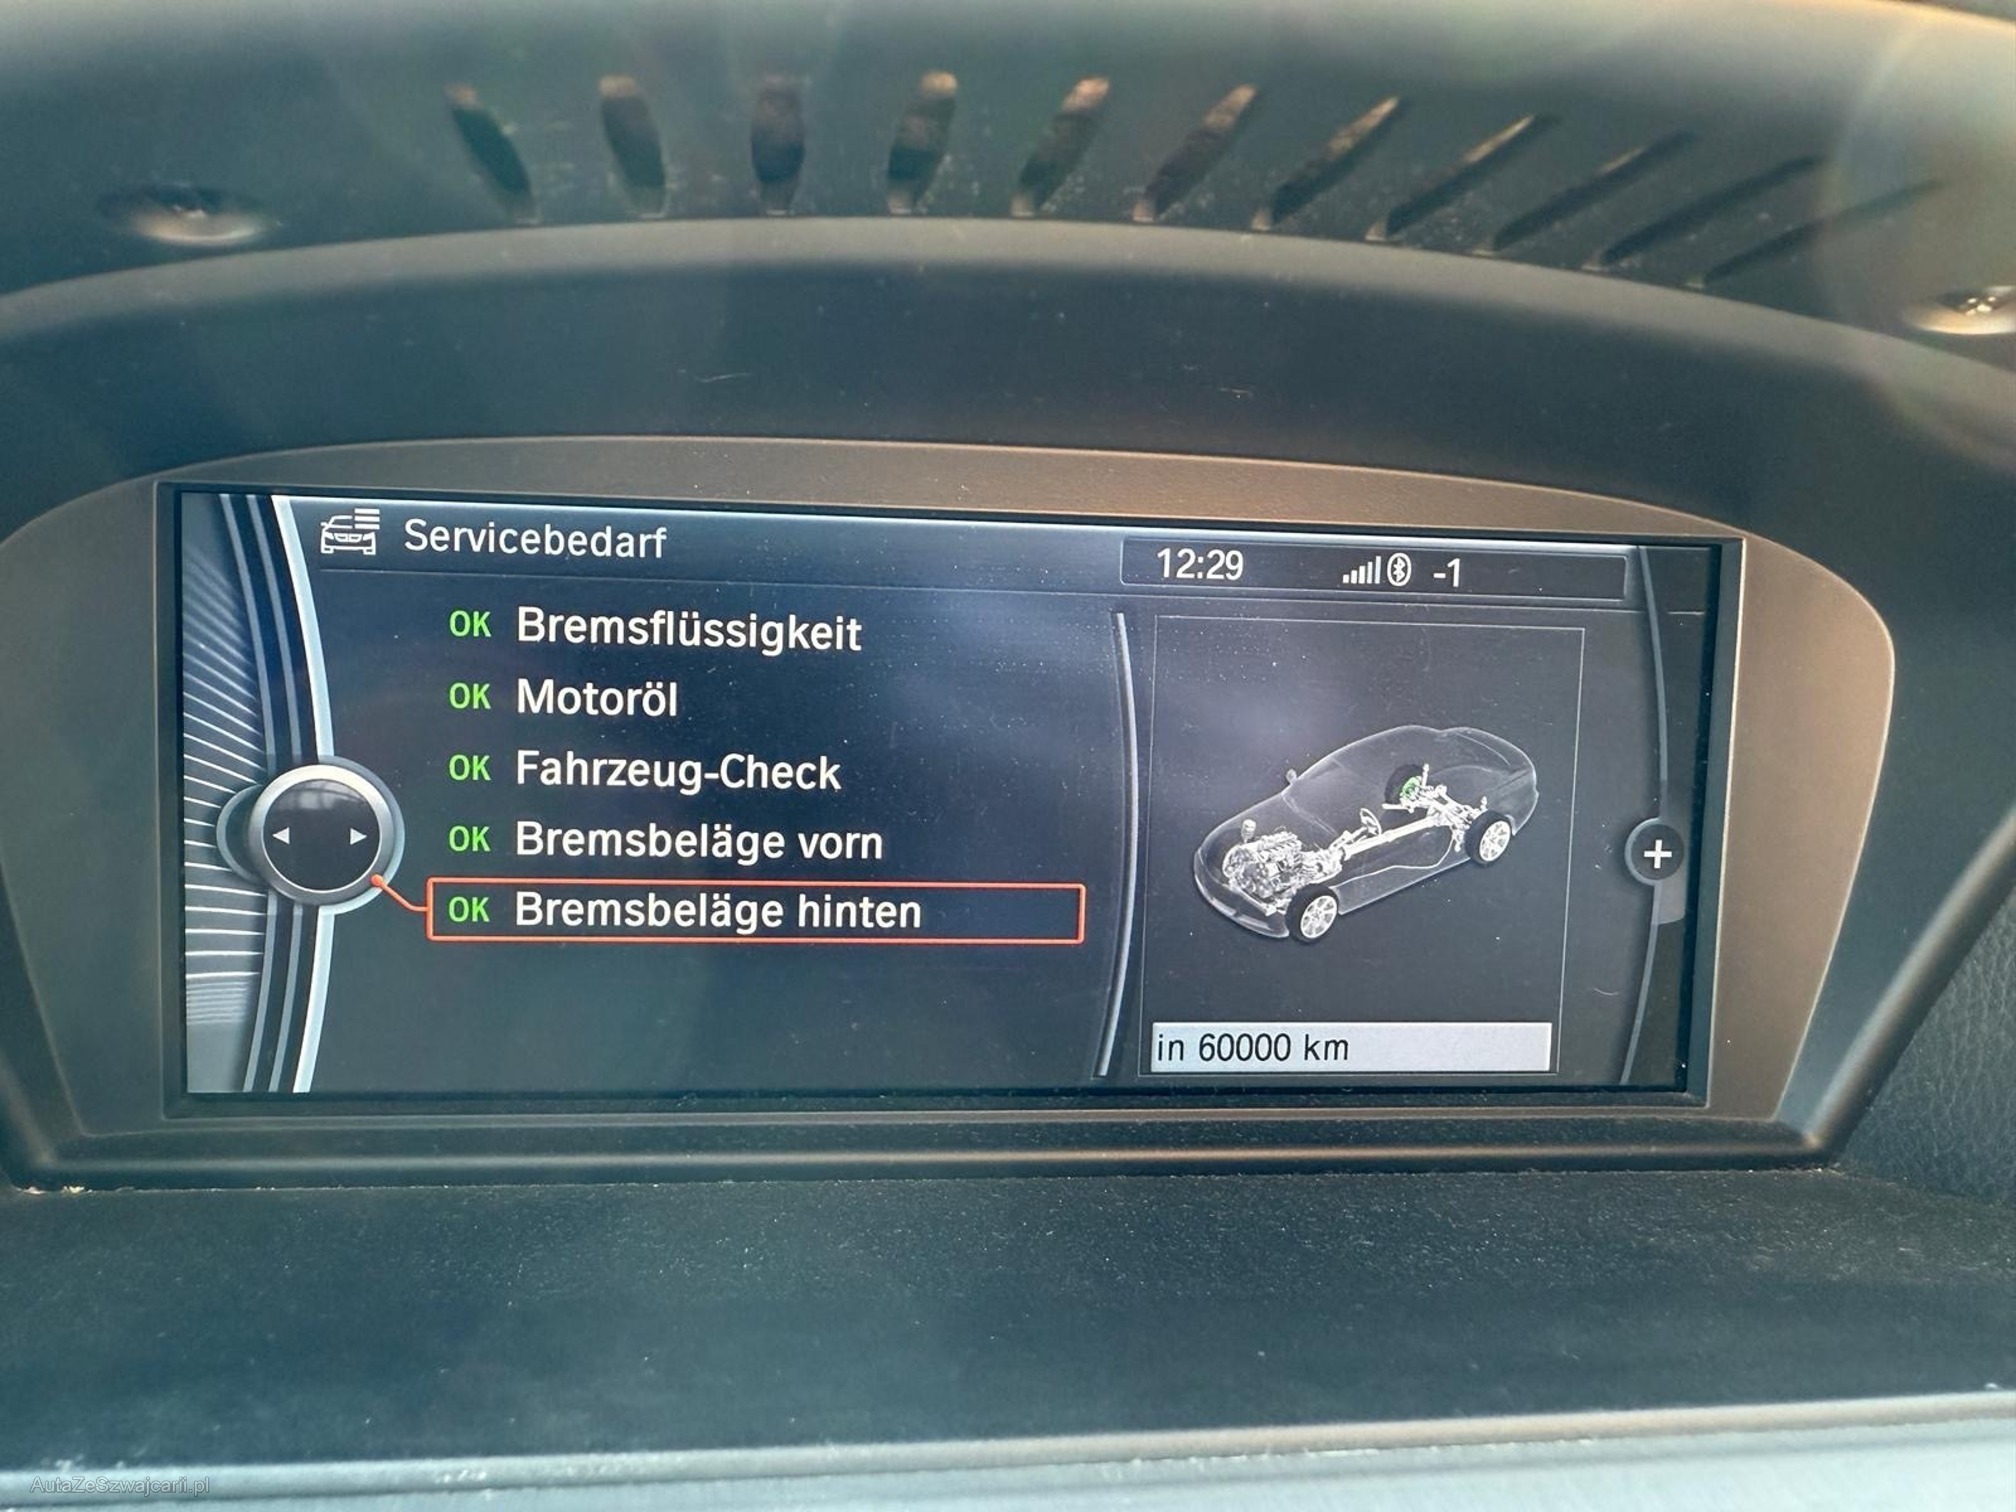 Servicebedarf
12:29 -1
OK Bremsflüssigkeit
OK Motoröl
OK Fahrzeug-Check
OK Bremsbeläge vorn
OK Bremsbeläge hinten
in 60000 km
AutaZeSzwajcarii.pl